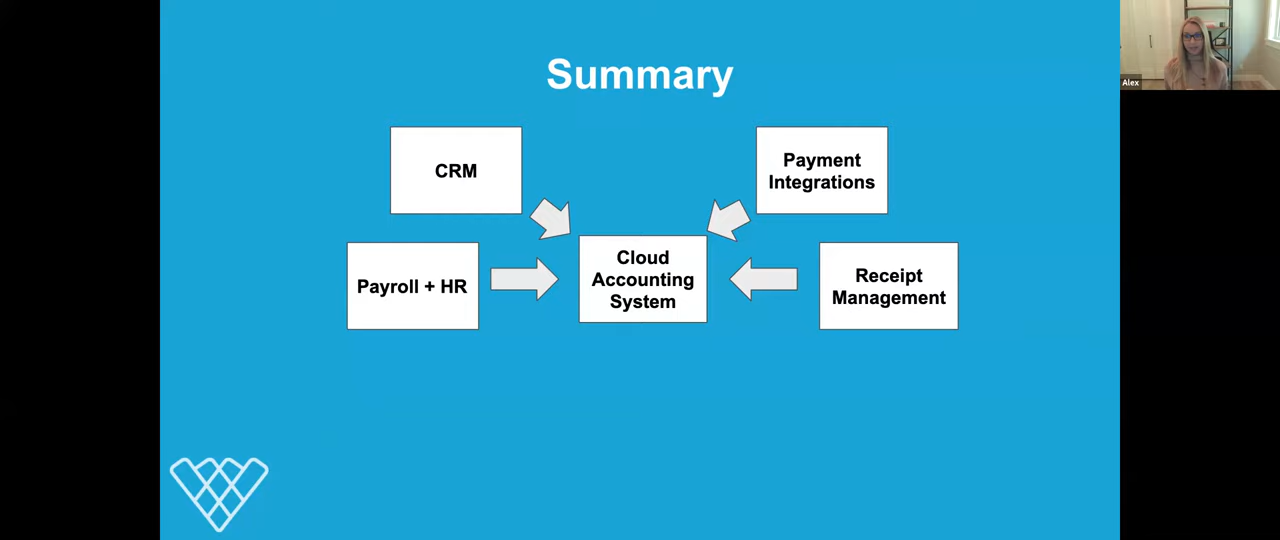 Summary
CRM
Payment
Integrations
Payroll + HR
Cloud
Accounting
System
Receipt
Management
Alex